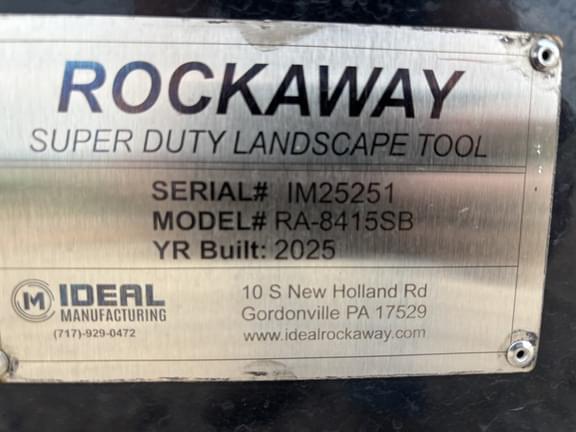 ROCKAWAY
SUPER DUTY LANDSCAPE TOOL
SERIAL# IM25251
MODEL# RA-8415SB
YR Built: 2025
IM IDEAL
MANUFACTURING
(717)-929-0472
10 S New Holland Rd
Gordonville PA 17529
www.idealrockaway.com